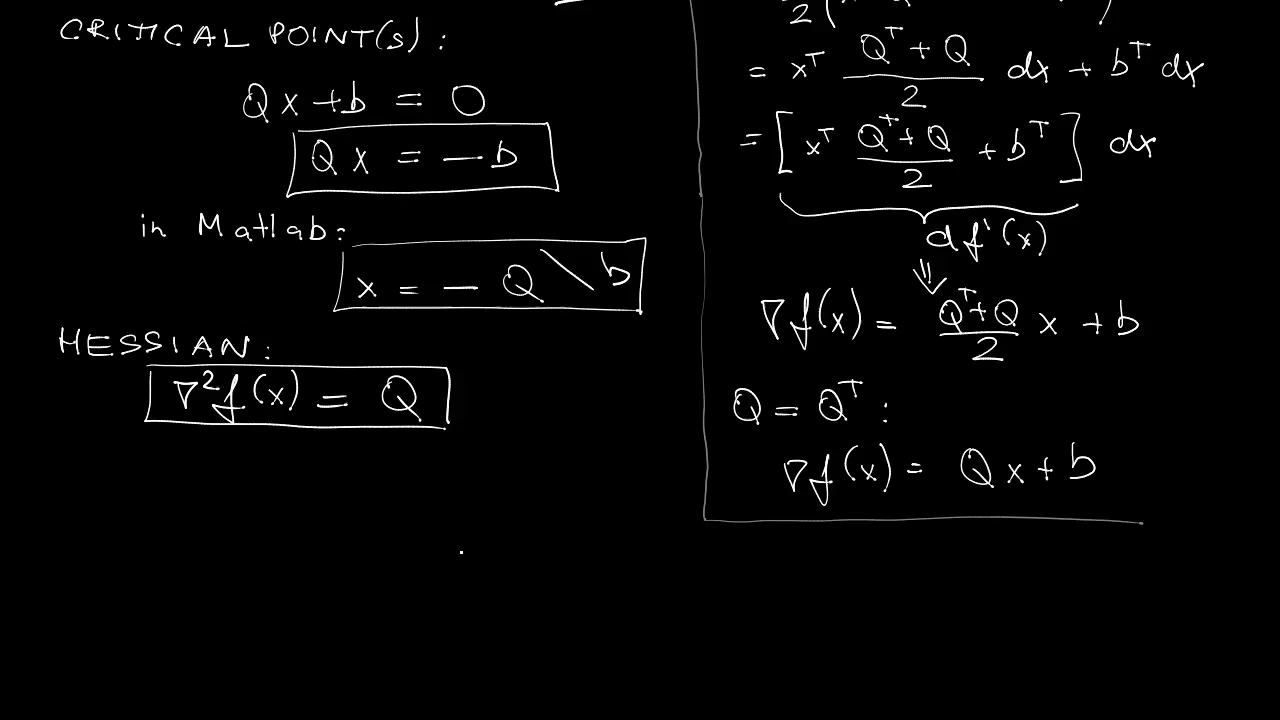 CRITICAL POINT(S):
Qx + b = 0
Qx = -b
in Matlab:
x = - Q \ b
HESSIAN:
∇²f(x) = Q
= xᵀ (Qᵀ + Q)/2 dx + bᵀ dx
= [xᵀ (Qᵀ + Q)/2 + bᵀ] dx
df'(x)
⇓
∇f(x) = (Qᵀ + Q)/2 x + b
Q = Qᵀ :
∇f(x) = Qx + b